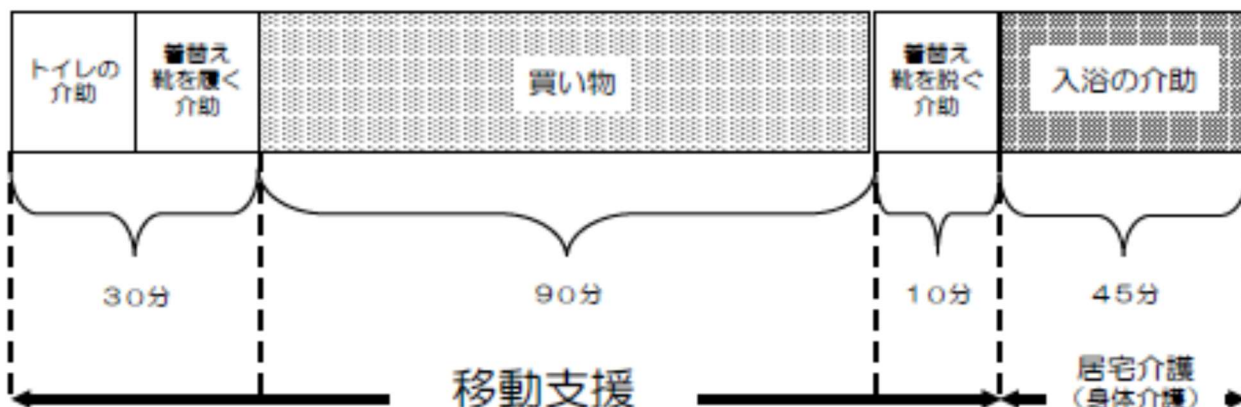 トイレの
介助
着替え
靴を履く
介助
買い物
着替え
靴を脱ぐ
介助
入浴の介助
30分
90分
10分
45分
移動支援
居宅介護
（身体介護）